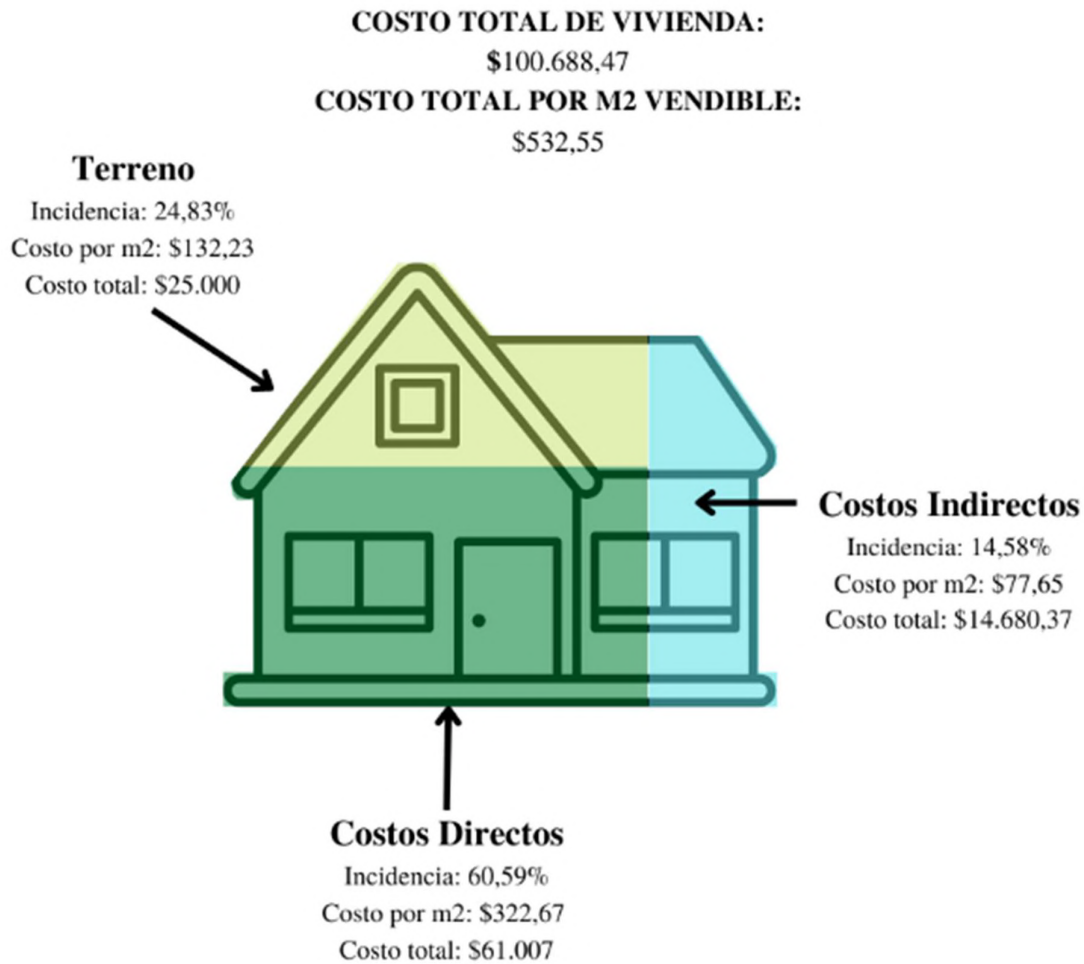 COSTO TOTAL DE VIVIENDA:
$100.688,47
COSTO TOTAL POR M2 VENDIBLE:
$532,55
Terreno
Incidencia: 24,83%
Costo por m2: $132,23
Costo total: $25.000
Costos Indirectos
Incidencia: 14,58%
Costo por m2: $77,65
Costo total: $14.680,37
Costos Directos
Incidencia: 60,59%
Costo por m2: $322,67
Costo total: $61.007